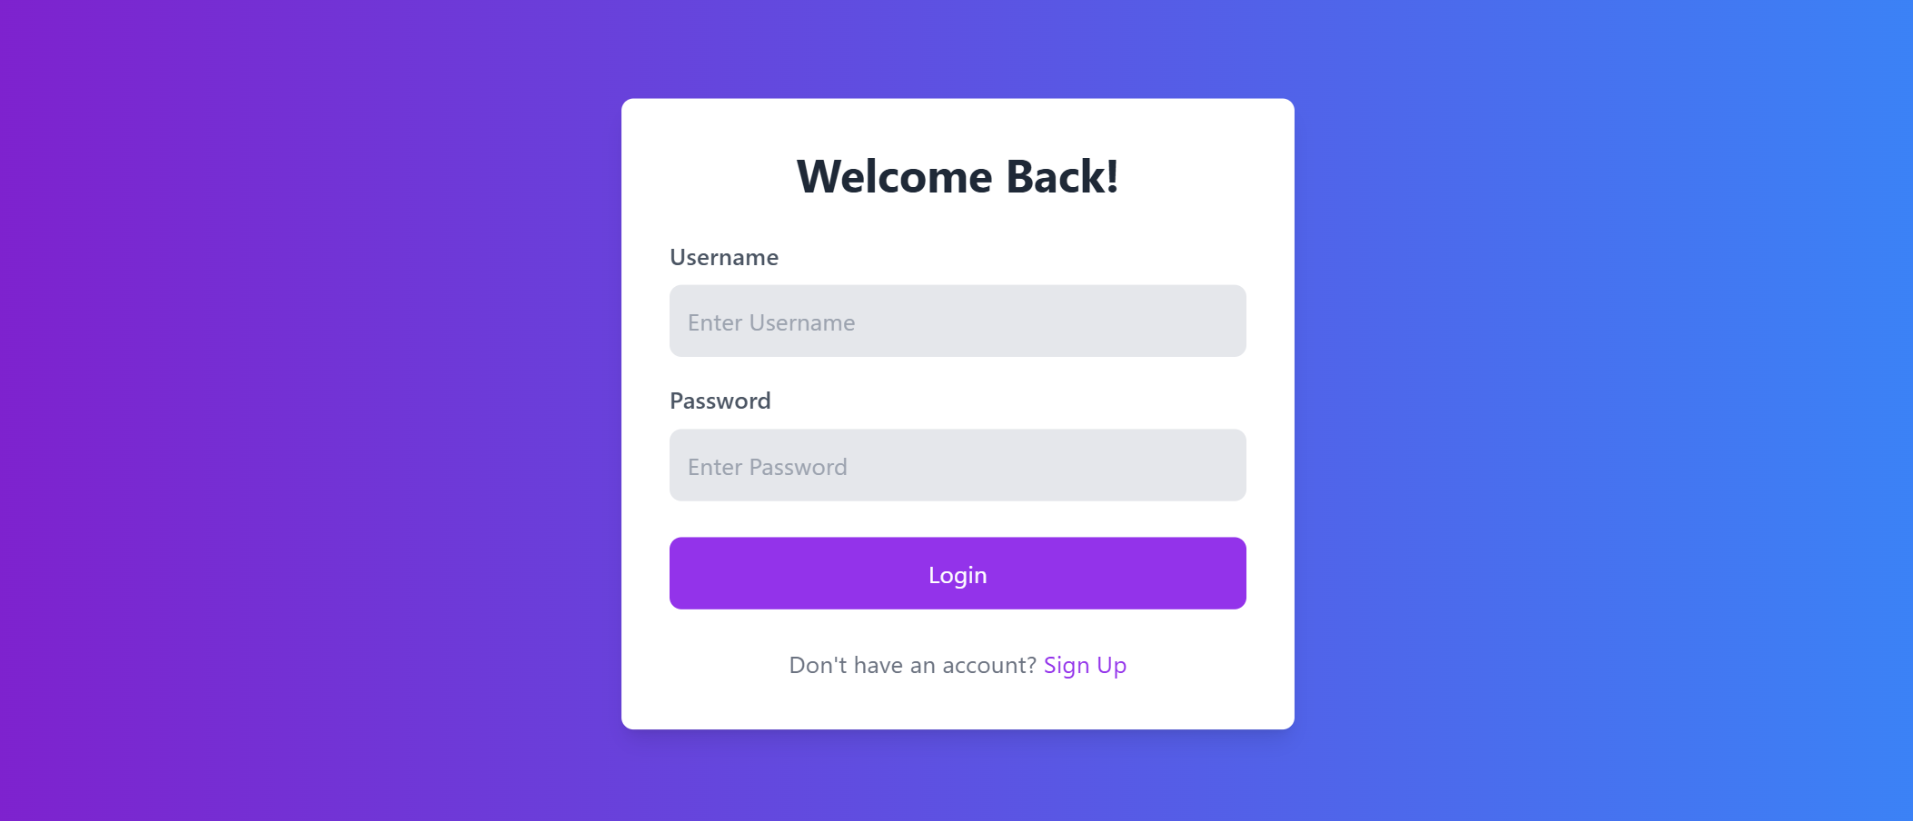 Welcome Back!
Username
Enter Username
Password
Enter Password
Login
Don't have an account? Sign Up